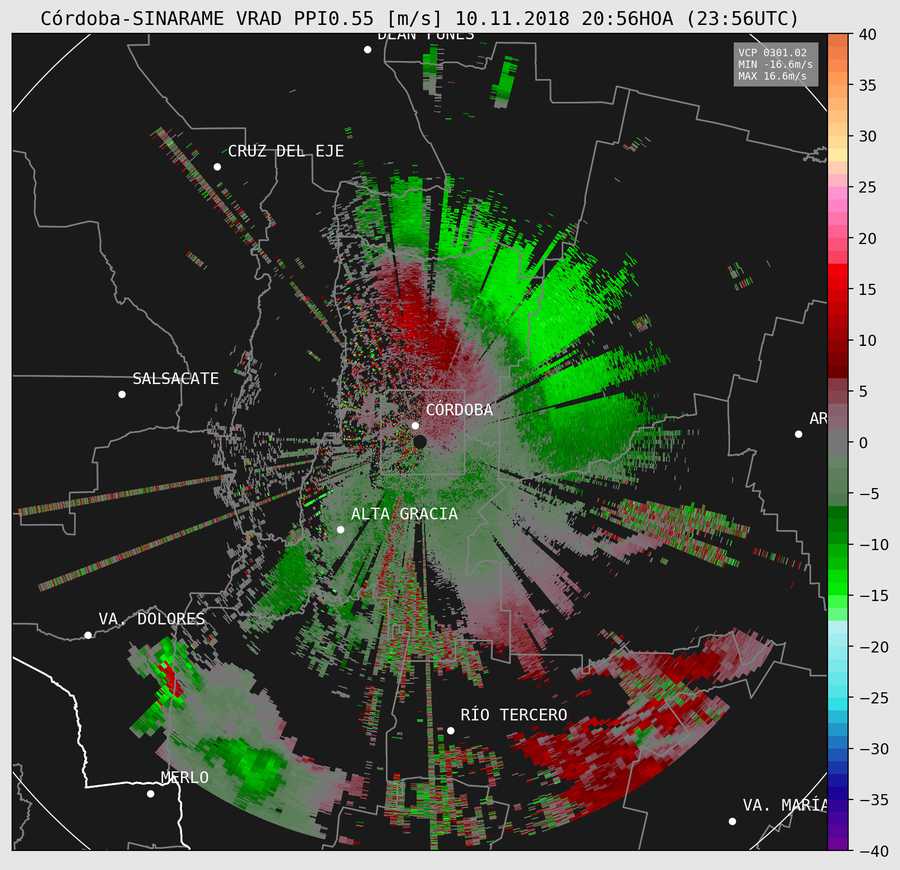 Córdoba-SINARAME VRAD PPI0.55 [m/s] 10.11.2018 20:56HOA (23:56UTC)
DEAN FUNES
VCP 0301.02
MIN -16.6m/s
MAX 16.6m/s
CRUZ DEL EJE
SALSACATE
CÓRDOBA
AR
ALTA GRACIA
VA. DOLORES
RÍO TERCERO
MERLO
VA. MARÍA
40
35
30
25
20
15
10
5
0
−5
−10
−15
−20
−25
−30
−35
−40